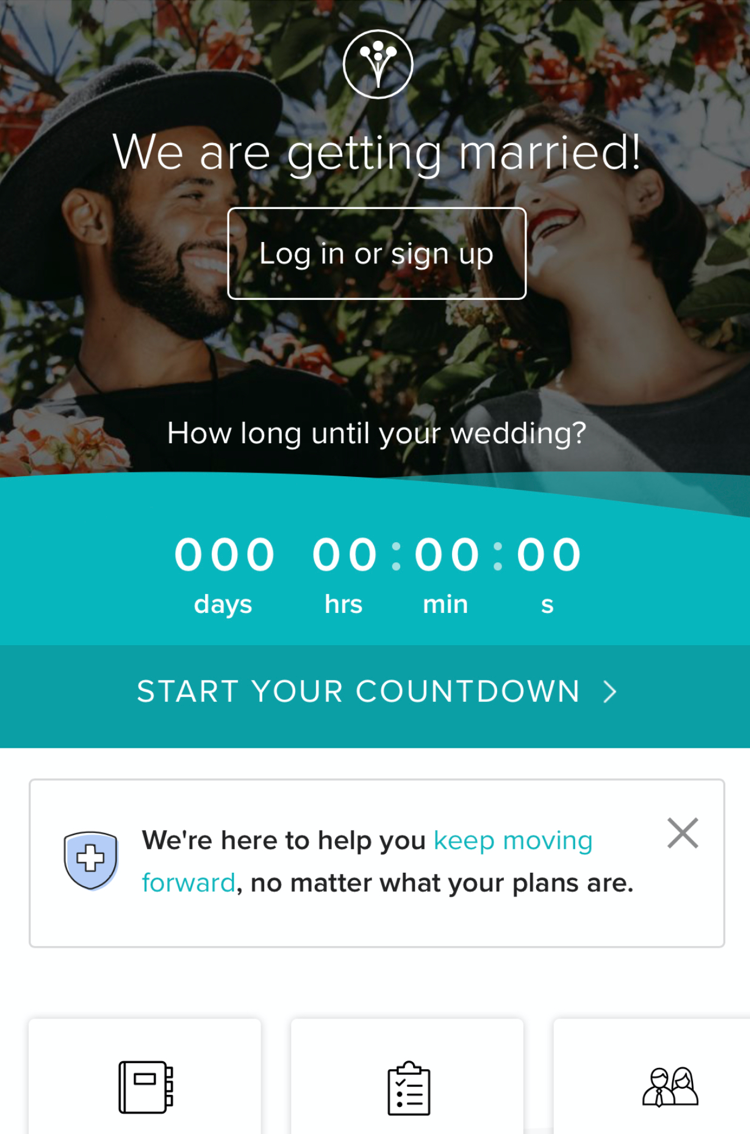 We are getting married!
Log in or sign up
How long until your wedding?
000 00:00:00
days hrs min s
START YOUR COUNTDOWN >
We're here to help you keep moving
forward, no matter what your plans are.